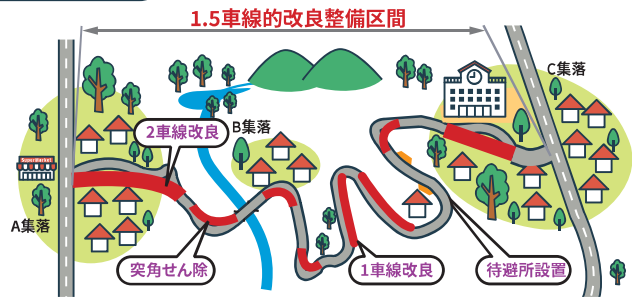 1.5車線的改良整備区間
C集落
2車線改良
B集落
Supermarket
A集落
突角せん除
1車線改良
待避所設置